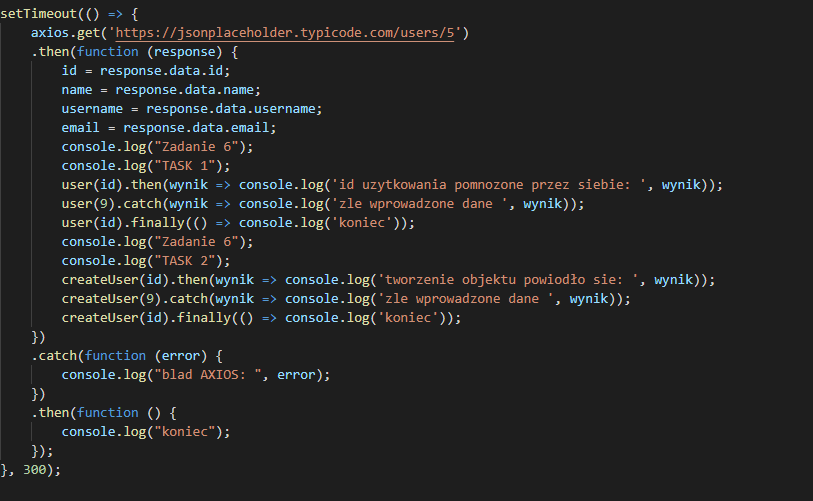 setTimeout(() => {
    axios.get('https://jsonplaceholder.typicode.com/users/5')
    .then(function (response) {
        id = response.data.id;
        name = response.data.name;
        username = response.data.username;
        email = response.data.email;
        console.log("Zadanie 6");
        console.log("TASK 1");
        user(id).then(wynik => console.log('id uzytkowania pomnozone przez siebie: ', wynik));
        user(9).catch(wynik => console.log('zle wprowadzone dane ', wynik));
        user(id).finally(() => console.log('koniec'));
        console.log("Zadanie 6");
        console.log("TASK 2");
        createUser(id).then(wynik => console.log('tworzenie objektu powiodło sie: ', wynik));
        createUser(9).catch(wynik => console.log('zle wprowadzone dane ', wynik));
        createUser(id).finally(() => console.log('koniec'));
    })
    .catch(function (error) {
        console.log("blad AXIOS: ", error);
    })
    .then(function () {
        console.log("koniec");
    });
}, 300);